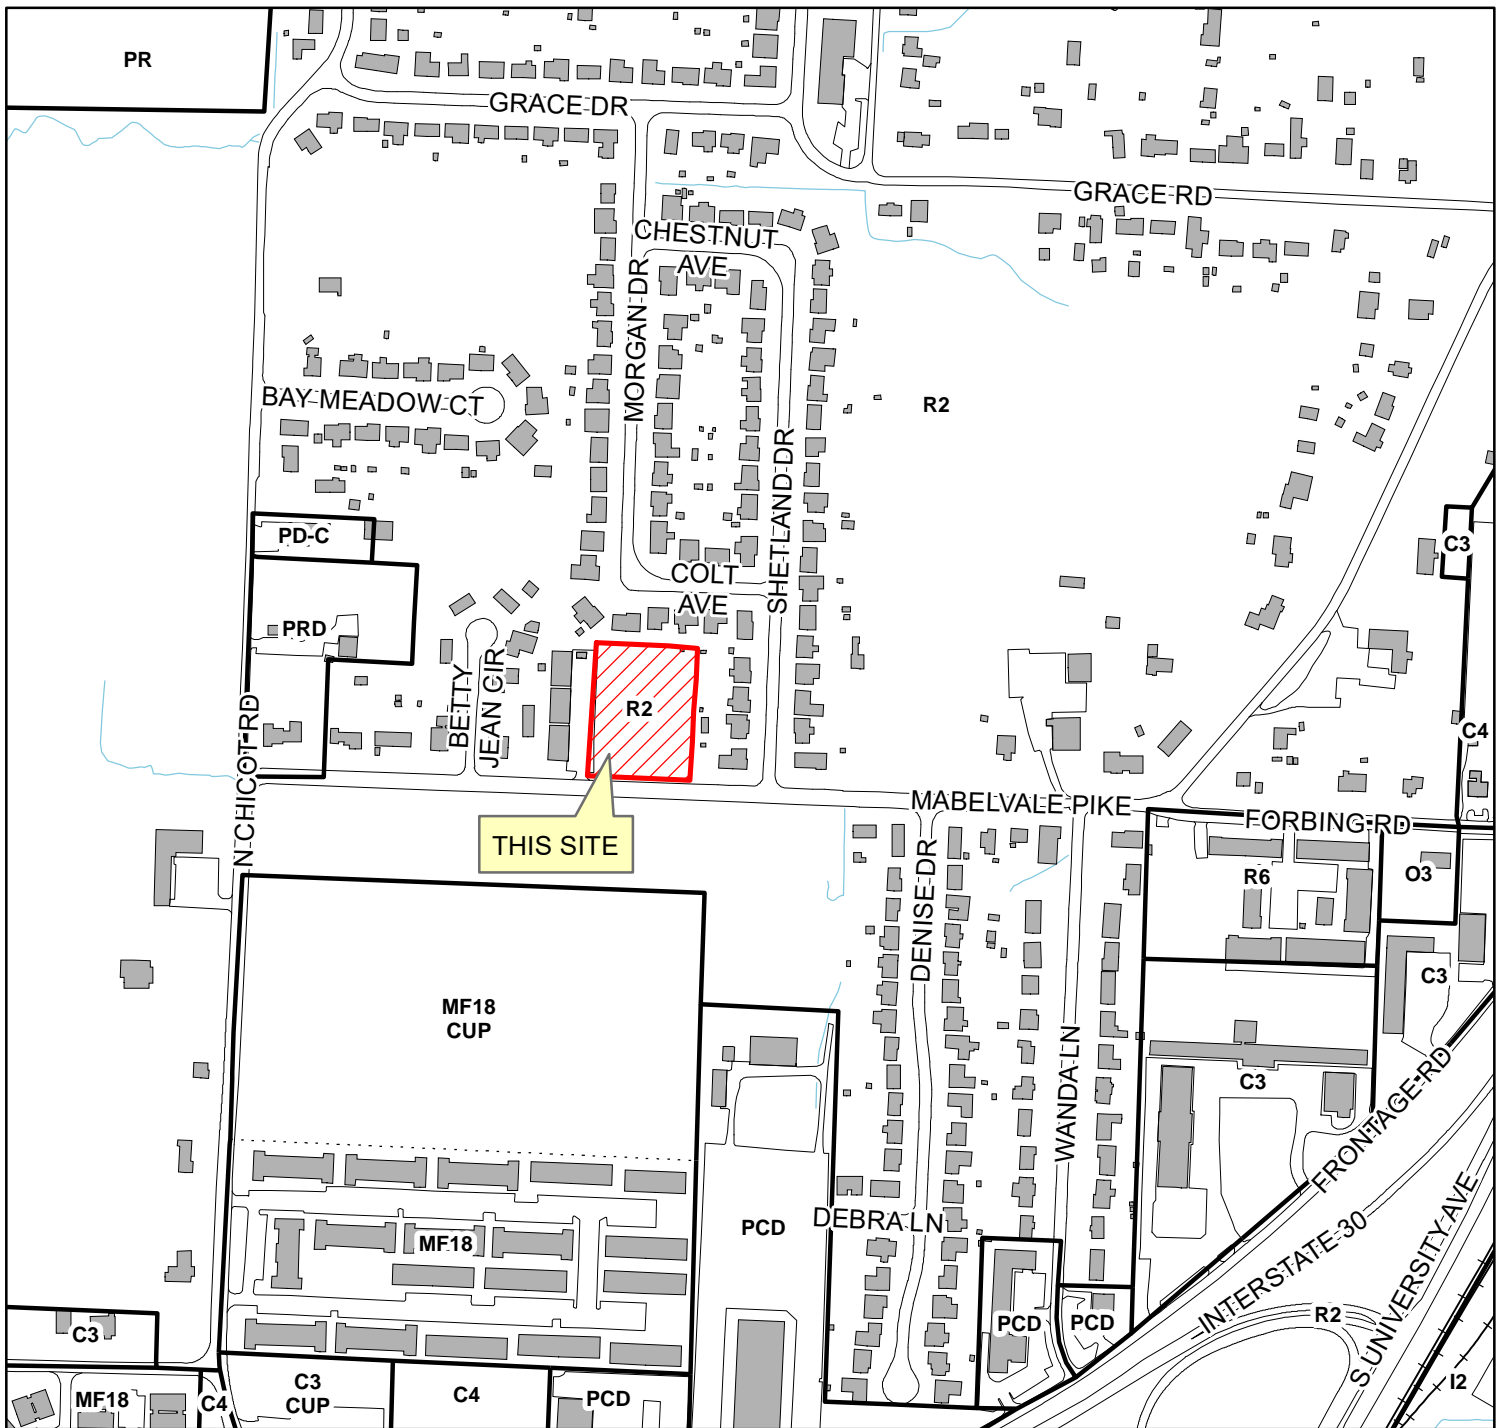 PR
GRACE DR
GRACE RD
CHESTNUT
AVE
MORGAN DR
BAY MEADOW CT
R2
SHETLAND DR
PD-C
C3
COLT
AVE
PRD
BETTY
JEAN CIR
R2
N CHICOT RD
C4
THIS SITE
MABELVALE PIKE
FORBING RD
R6
O3
DENISE DR
C3
MF18
CUP
WANDA LN
C3
FRONTAGE RD
MF18
PCD
DEBRA LN
INTERSTATE 30
S UNIVERSITY AVE
R2
PCD
PCD
C3
MF18
C4
C3
CUP
C4
PCD
I2